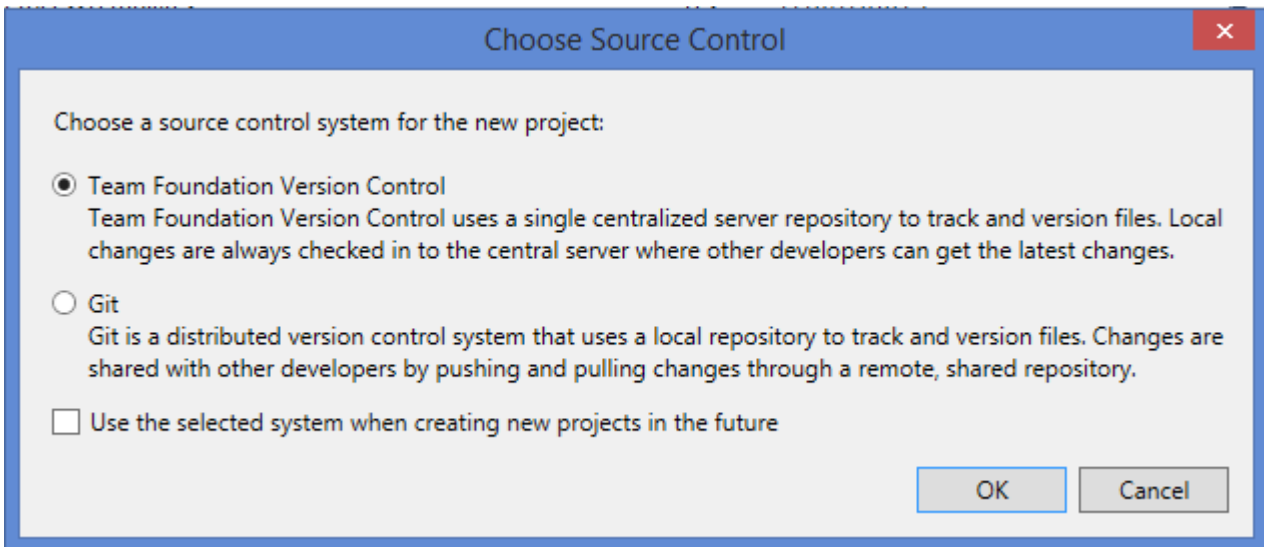 Choose Source Control
Choose a source control system for the new project:
Team Foundation Version Control
Team Foundation Version Control uses a single centralized server repository to track and version files. Local
changes are always checked in to the central server where other developers can get the latest changes.
Git
Git is a distributed version control system that uses a local repository to track and version files. Changes are
shared with other developers by pushing and pulling changes through a remote, shared repository.
Use the selected system when creating new projects in the future
OK Cancel